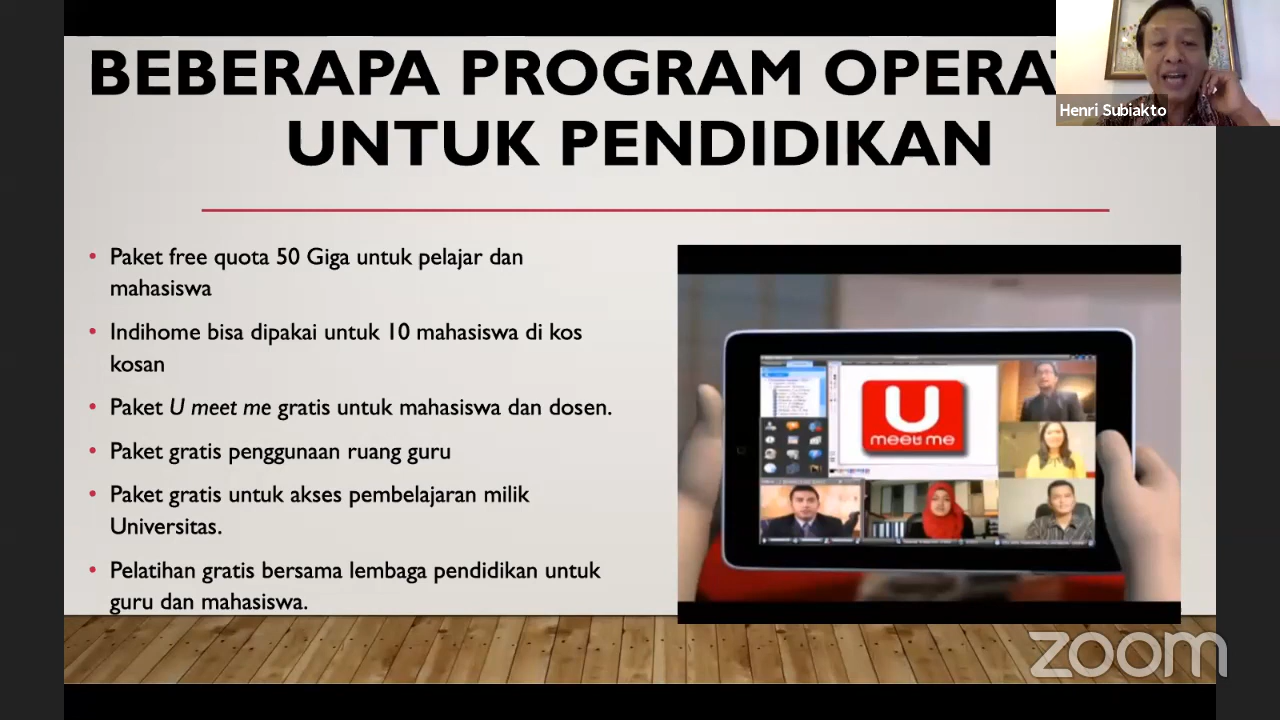 BEBERAPA PROGRAM
UNTUK PENDIDIKAN
Henri Subiakto
• Paket free quota 50 Giga untuk pelajar dan
mahasiswa
• Indihome bisa dipakai untuk 10 mahasiswa di kos
kosan
• Paket U meet me gratis untuk mahasiswa dan dosen.
• Paket gratis penggunaan ruang guru
• Paket gratis untuk akses pembelajaran milik
Universitas.
• Pelatihan gratis bersama lembaga pendidikan untuk
guru dan mahasiswa.
U
meet me
zoom